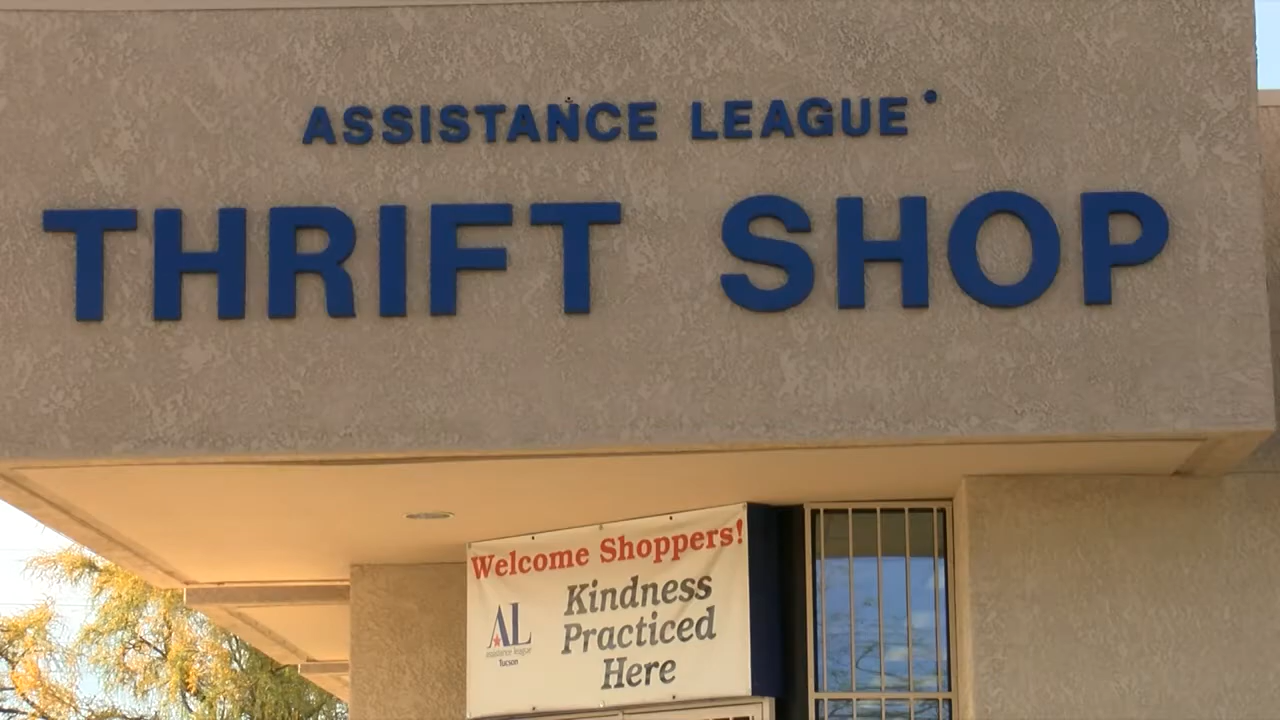 ASSISTANCE LEAGUE
THRIFT SHOP
Welcome Shoppers!
Kindness
Practiced
Here
AL
assistance league
Tucson